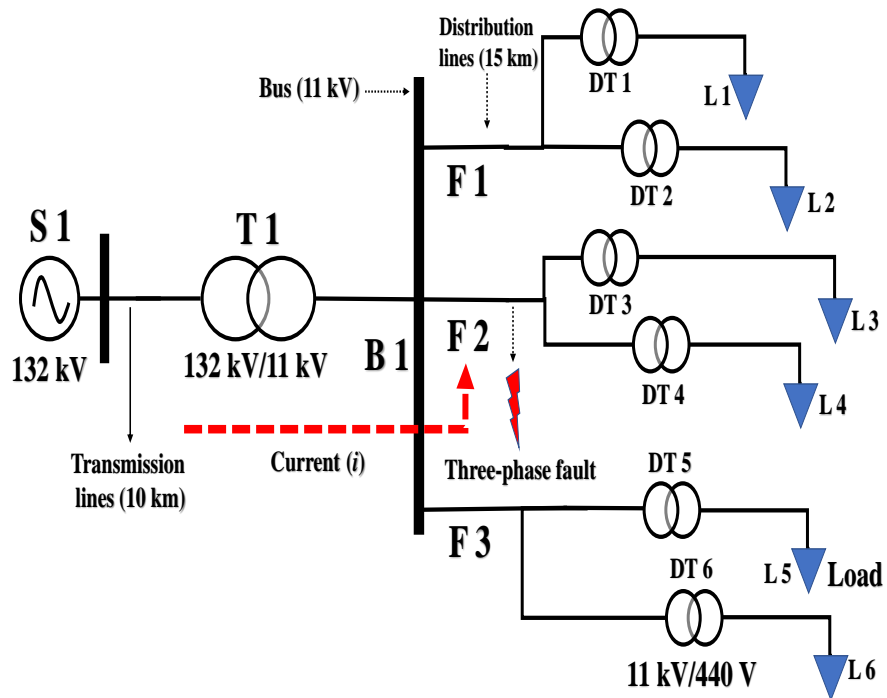 Distribution
lines (15 km)
Bus (11 kV)
DT 1
L 1
F 1
DT 2
L 2
S 1
T 1
132 kV
132 kV/11 kV
B 1
F 2
DT 3
L 3
DT 4
L 4
Transmission
lines (10 km)
Current (i)
Three-phase fault
F 3
DT 5
L 5
Load
DT 6
11 kV/440 V
L 6